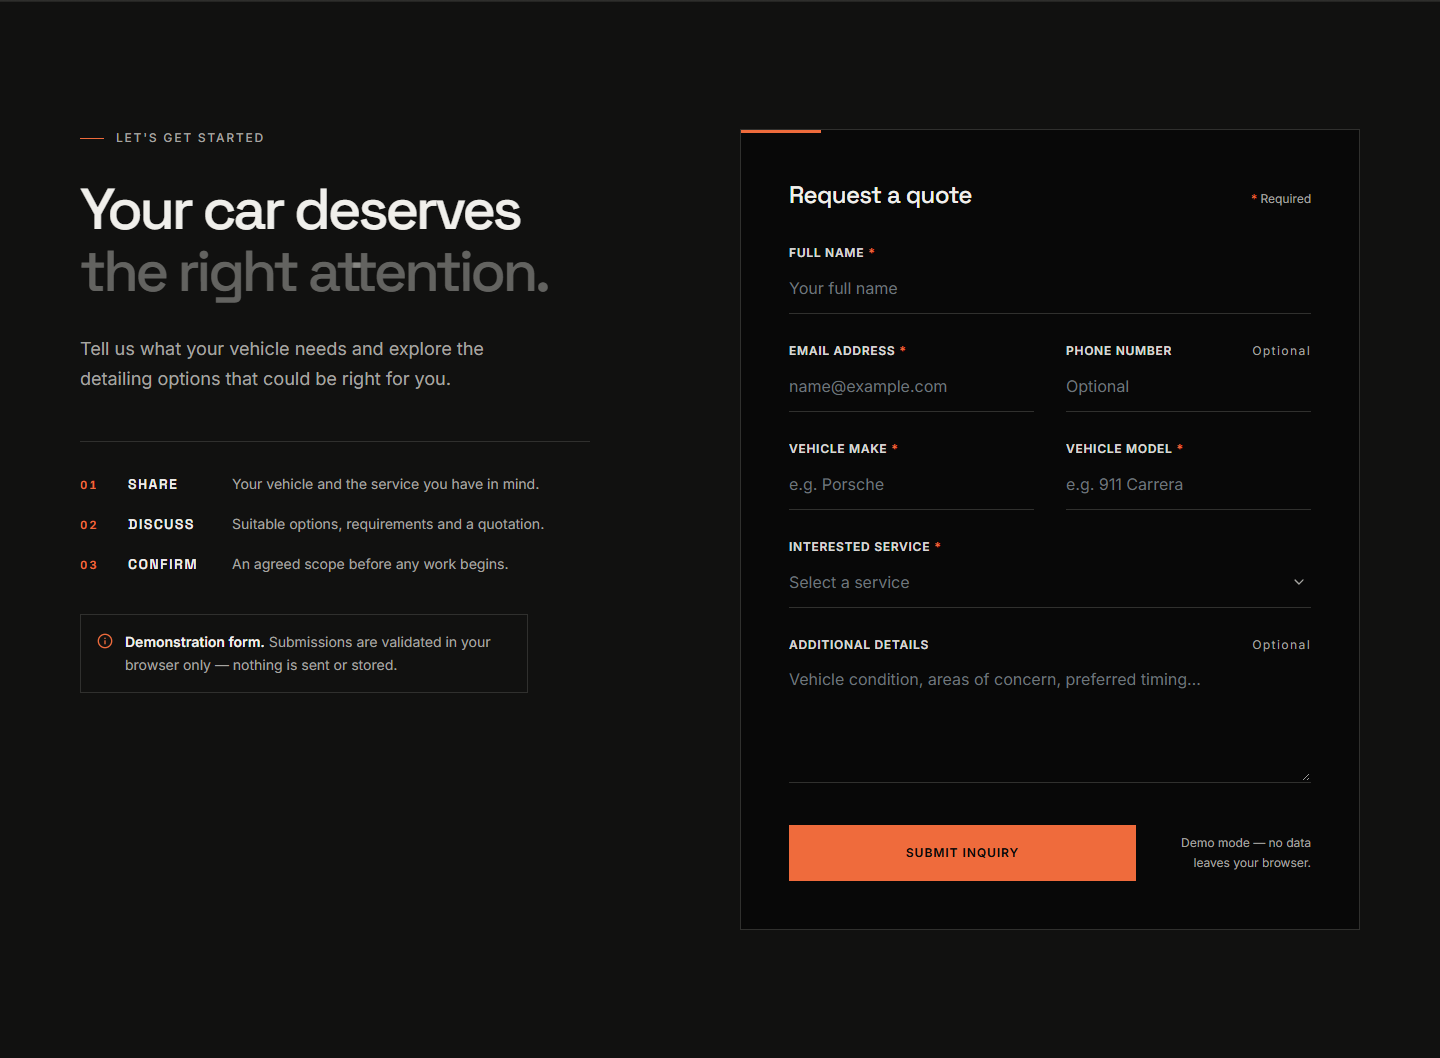 LET'S GET STARTED
Your car deserves
the right attention.
Tell us what your vehicle needs and explore the
detailing options that could be right for you.
01 SHARE Your vehicle and the service you have in mind.
02 DISCUSS Suitable options, requirements and a quotation.
03 CONFIRM An agreed scope before any work begins.
Demonstration form. Submissions are validated in your
browser only — nothing is sent or stored.
Request a quote
* Required
FULL NAME *
Your full name
EMAIL ADDRESS *
name@example.com
PHONE NUMBER Optional
Optional
VEHICLE MAKE *
e.g. Porsche
VEHICLE MODEL *
e.g. 911 Carrera
INTERESTED SERVICE *
Select a service
ADDITIONAL DETAILS Optional
Vehicle condition, areas of concern, preferred timing...
SUBMIT INQUIRY
Demo mode — no data
leaves your browser.